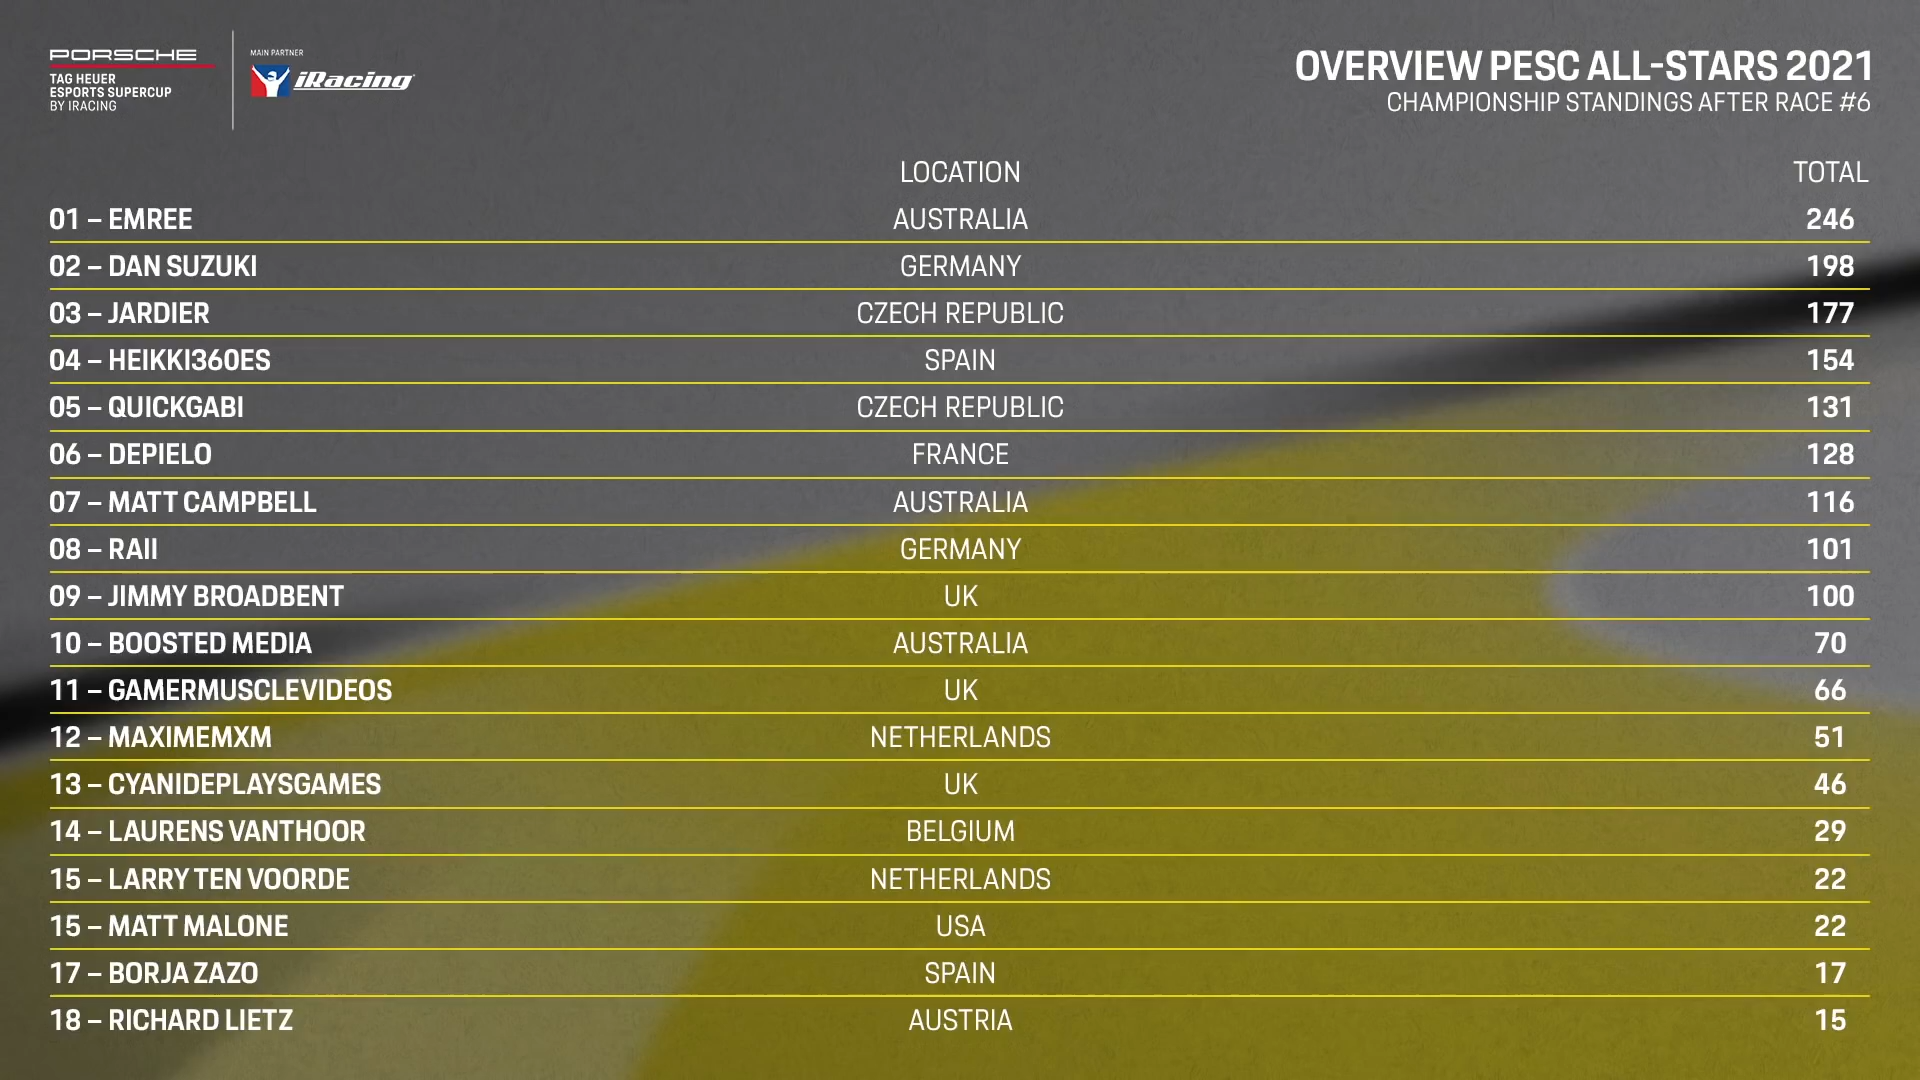 PORSCHE
TAG HEUER
ESPORTS SUPERCUP
BY IRACING
MAIN PARTNER
iRacing
OVERVIEW PESC ALL-STARS 2021
CHAMPIONSHIP STANDINGS AFTER RACE #6
LOCATION TOTAL
01 – EMREE AUSTRALIA 246
02 – DAN SUZUKI GERMANY 198
03 – JARDIER CZECH REPUBLIC 177
04 – HEIKKI360ES SPAIN 154
05 – QUICKGABI CZECH REPUBLIC 131
06 – DEPIELO FRANCE 128
07 – MATT CAMPBELL AUSTRALIA 116
08 – RAII GERMANY 101
09 – JIMMY BROADBENT UK 100
10 – BOOSTED MEDIA AUSTRALIA 70
11 – GAMERMUSCLEVIDEOS UK 66
12 – MAXIMEMXM NETHERLANDS 51
13 – CYANIDEPLAYSGAMES UK 46
14 – LAURENS VANTHOOR BELGIUM 29
15 – LARRY TEN VOORDE NETHERLANDS 22
15 – MATT MALONE USA 22
17 – BORJA ZAZO SPAIN 17
18 – RICHARD LIETZ AUSTRIA 15